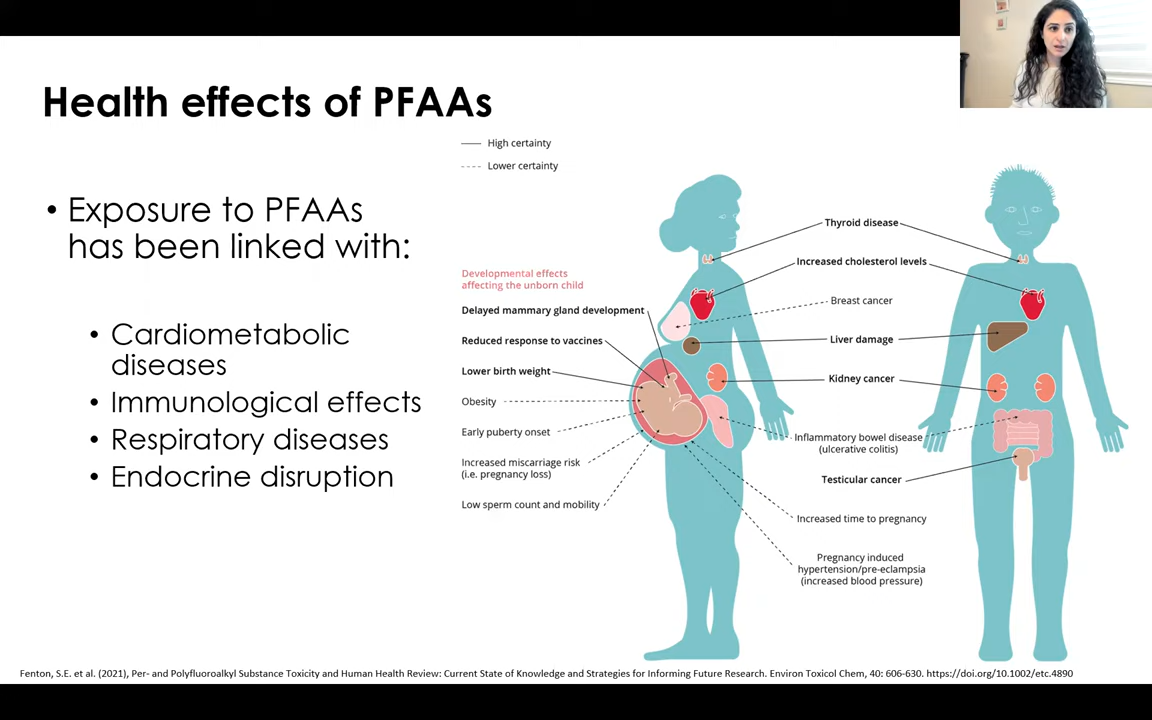 Health effects of PFAAs
• Exposure to PFAAs
has been linked with:
• Cardiometabolic
diseases
• Immunological effects
• Respiratory diseases
• Endocrine disruption
High certainty
Lower certainty
Developmental effects
affecting the unborn child
Delayed mammary gland development
Reduced response to vaccines
Lower birth weight
Obesity
Early puberty onset
Increased miscarriage risk
(i.e. pregnancy loss)
Low sperm count and mobility
Thyroid disease
Increased cholesterol levels
Breast cancer
Liver damage
Kidney cancer
Inflammatory bowel disease
(ulcerative colitis)
Testicular cancer
Increased time to pregnancy
Pregnancy induced
hypertension/pre-eclampsia
(increased blood pressure)
Fenton, S.E. et al. (2021), Per- and Polyfluoroalkyl Substance Toxicity and Human Health Review: Current State of Knowledge and Strategies for Informing Future Research. Environ Toxicol Chem, 40: 606-630. https://doi.org/10.1002/etc.4890